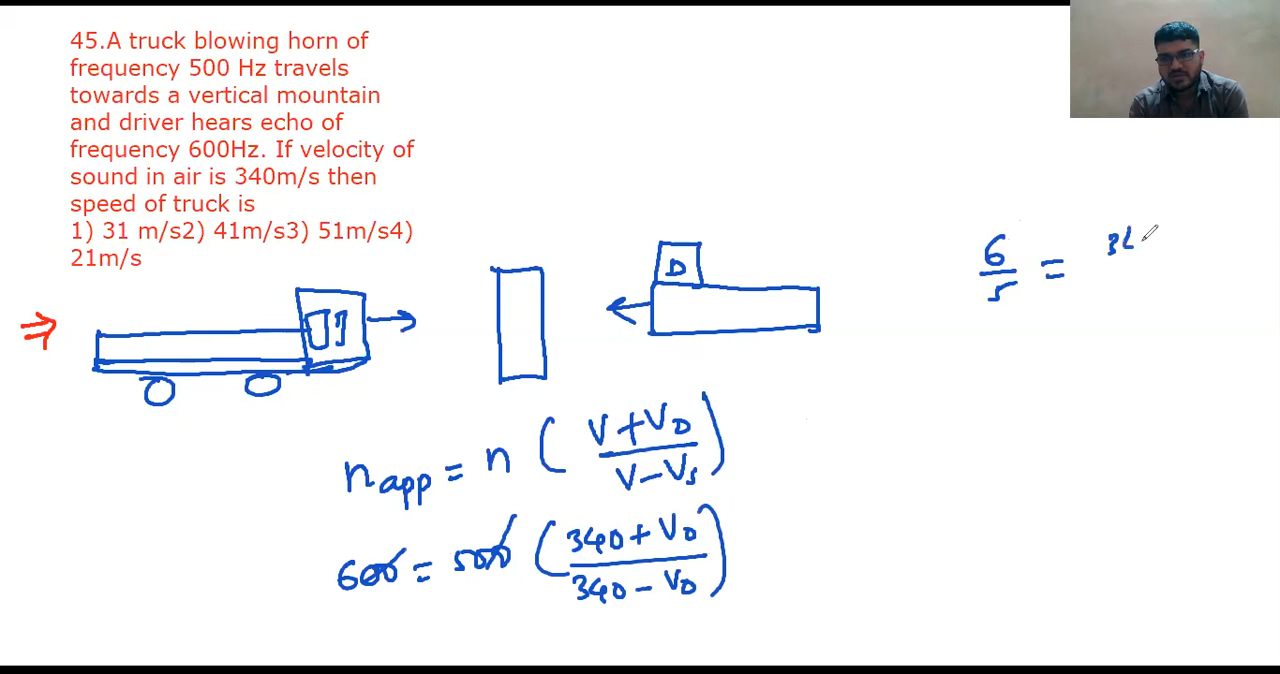 45.A truck blowing horn of
frequency 500 Hz travels
towards a vertical mountain
and driver hears echo of
frequency 600Hz. If velocity of
sound in air is 340m/s then
speed of truck is
1) 31 m/s2) 41m/s3) 51m/s4)
21m/s
D
n_app = n ( (V + V_D) / (V - V_s) )
600 = 500 ( (340 + V_D) / (340 - V_D) )
6/5 = 34